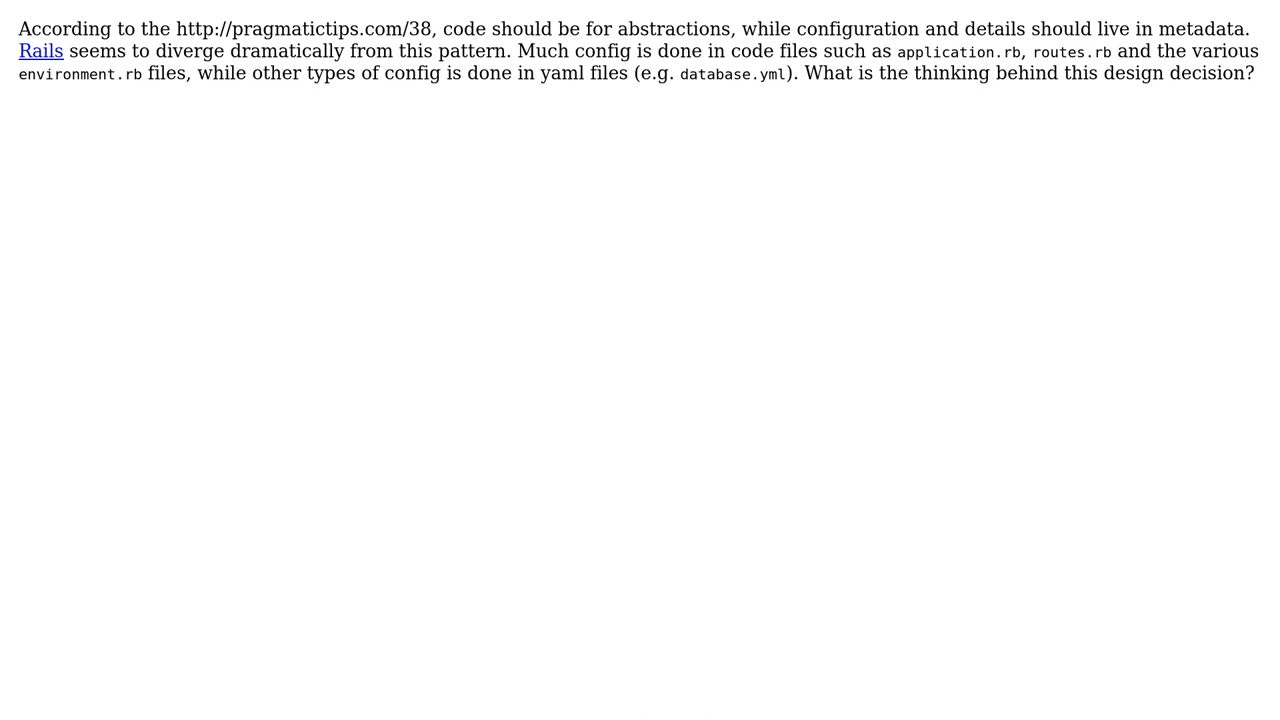 According to the http://pragmatictips.com/38, code should be for abstractions, while configuration and details should live in metadata.
Rails seems to diverge dramatically from this pattern. Much config is done in code files such as application.rb, routes.rb and the various
environment.rb files, while other types of config is done in yaml files (e.g. database.yml). What is the thinking behind this design decision?